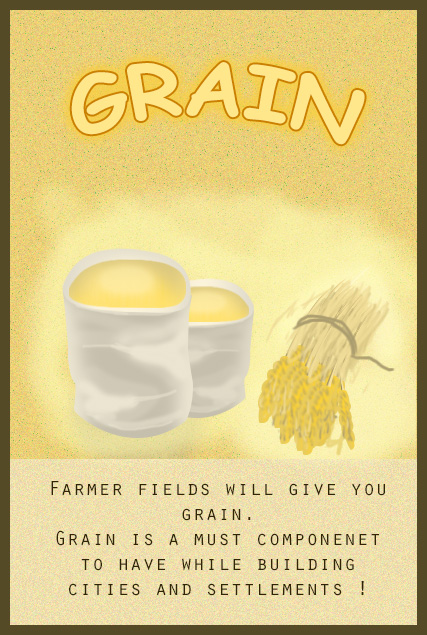 GRAIN
FARMER FIELDS WILL GIVE YOU
GRAIN.
GRAIN IS A MUST COMPONENET
TO HAVE WHILE BUILDING
CITIES AND SETTLEMENTS !